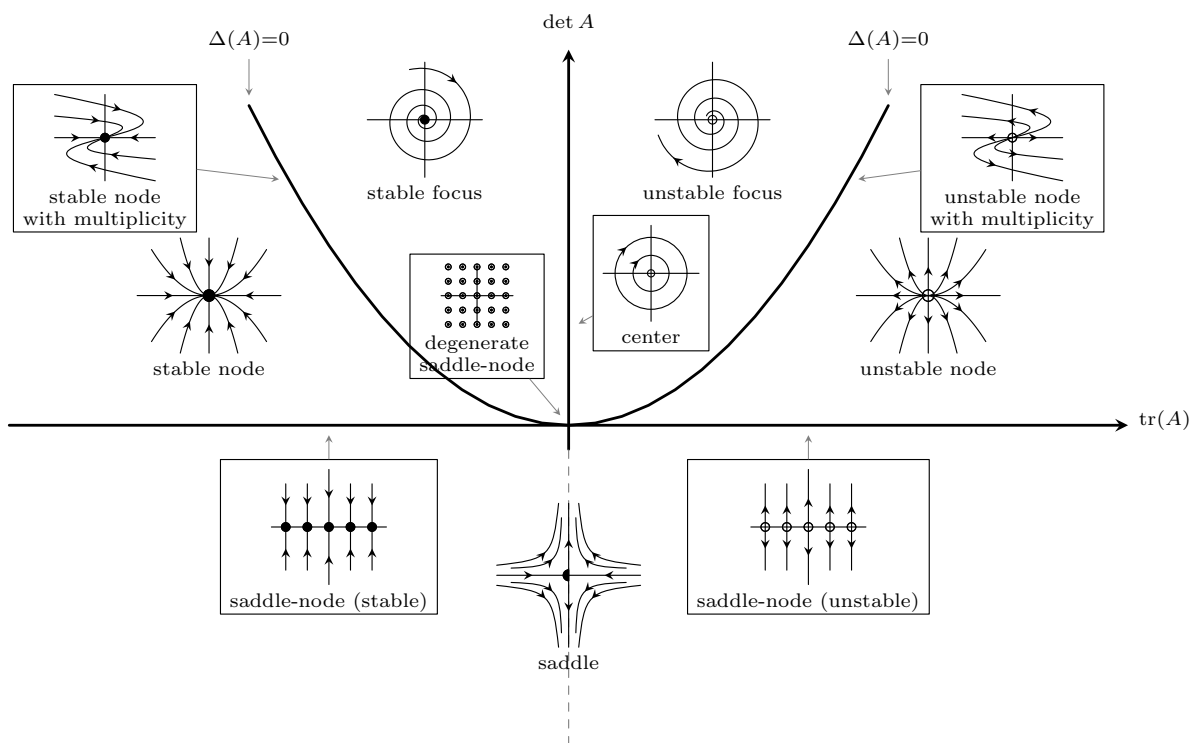 det A
Δ(A)=0
Δ(A)=0
stable node
with multiplicity
stable focus
unstable focus
unstable node
with multiplicity
degenerate
saddle-node
center
stable node
unstable node
tr(A)
saddle-node (stable)
saddle-node (unstable)
saddle